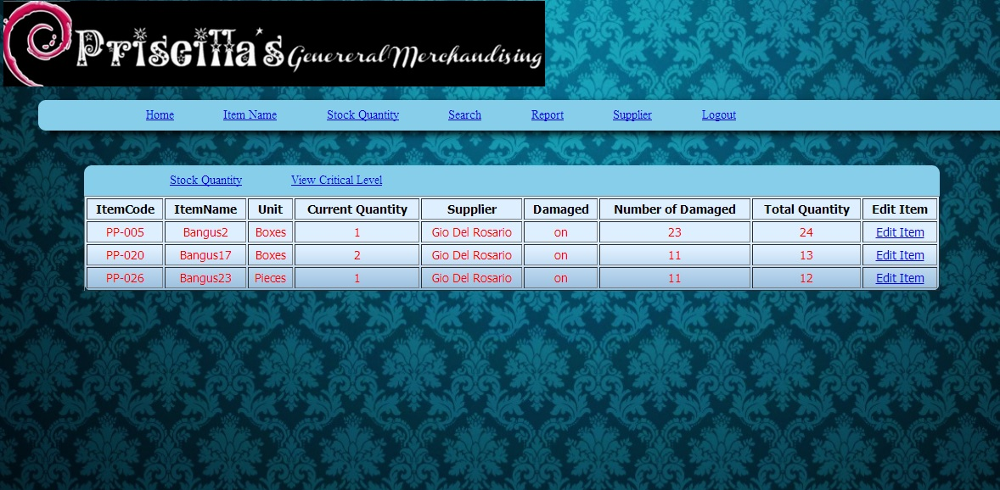 Priscilla's Genereral Merchandising
Home Item Name Stock Quantity Search Report Supplier Logout
Stock Quantity View Critical Level
ItemCode ItemName Unit Current Quantity Supplier Damaged Number of Damaged Total Quantity Edit Item
PP-005 Bangus2 Boxes 1 Gio Del Rosario on 23 24 Edit Item
PP-020 Bangus17 Boxes 2 Gio Del Rosario on 11 13 Edit Item
PP-026 Bangus23 Pieces 1 Gio Del Rosario on 11 12 Edit Item